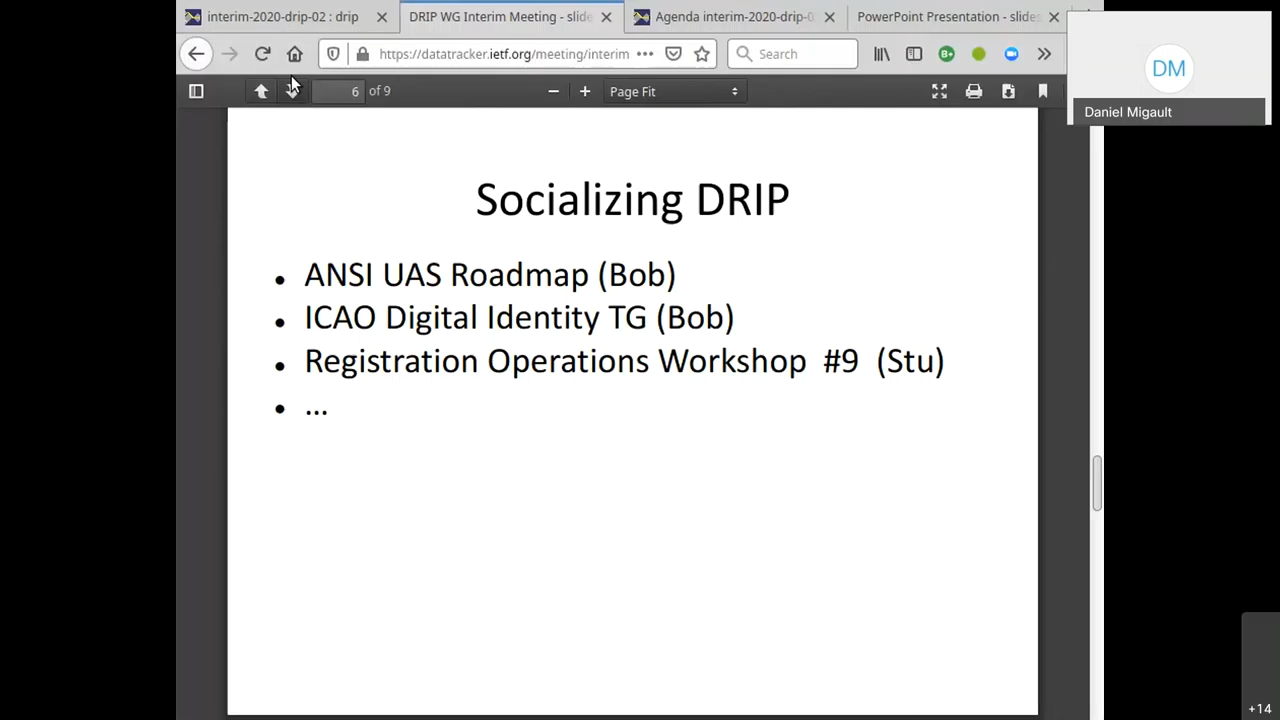 interim-2020-drip-02 : drip
DRIP WG Interim Meeting - slide
Agenda interim-2020-drip-0
PowerPoint Presentation - slides
https://datatracker.ietf.org/meeting/interim
Search
B+
6 of 9
Page Fit
DM
Daniel Migault
Socializing DRIP
• ANSI UAS Roadmap (Bob)
• ICAO Digital Identity TG (Bob)
• Registration Operations Workshop #9 (Stu)
• ...
+14